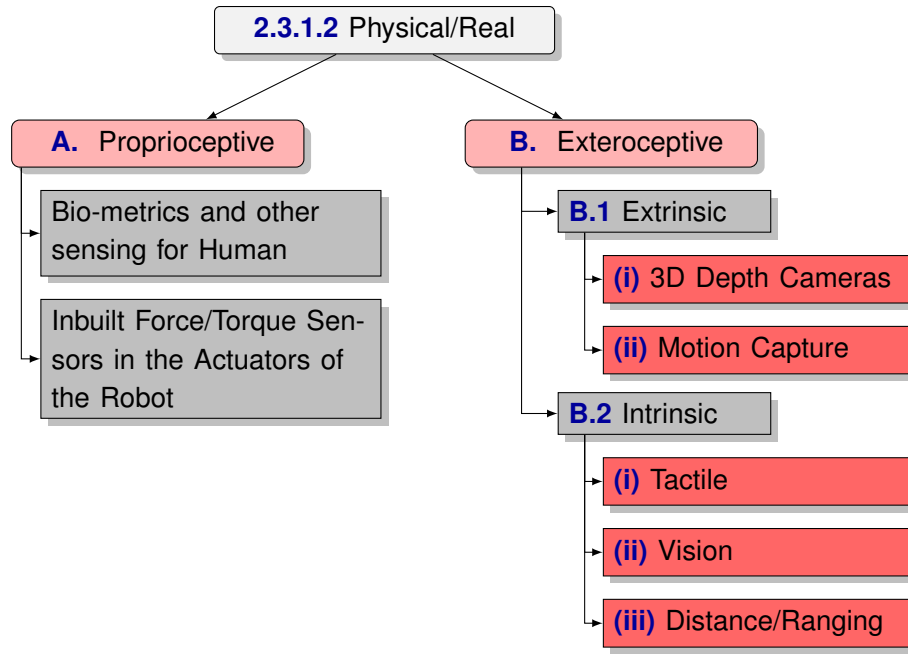 2.3.1.2 Physical/Real
A. Proprioceptive
Bio-metrics and other
sensing for Human
Inbuilt Force/Torque Sen-
sors in the Actuators of
the Robot
B. Exteroceptive
B.1 Extrinsic
(i) 3D Depth Cameras
(ii) Motion Capture
B.2 Intrinsic
(i) Tactile
(ii) Vision
(iii) Distance/Ranging